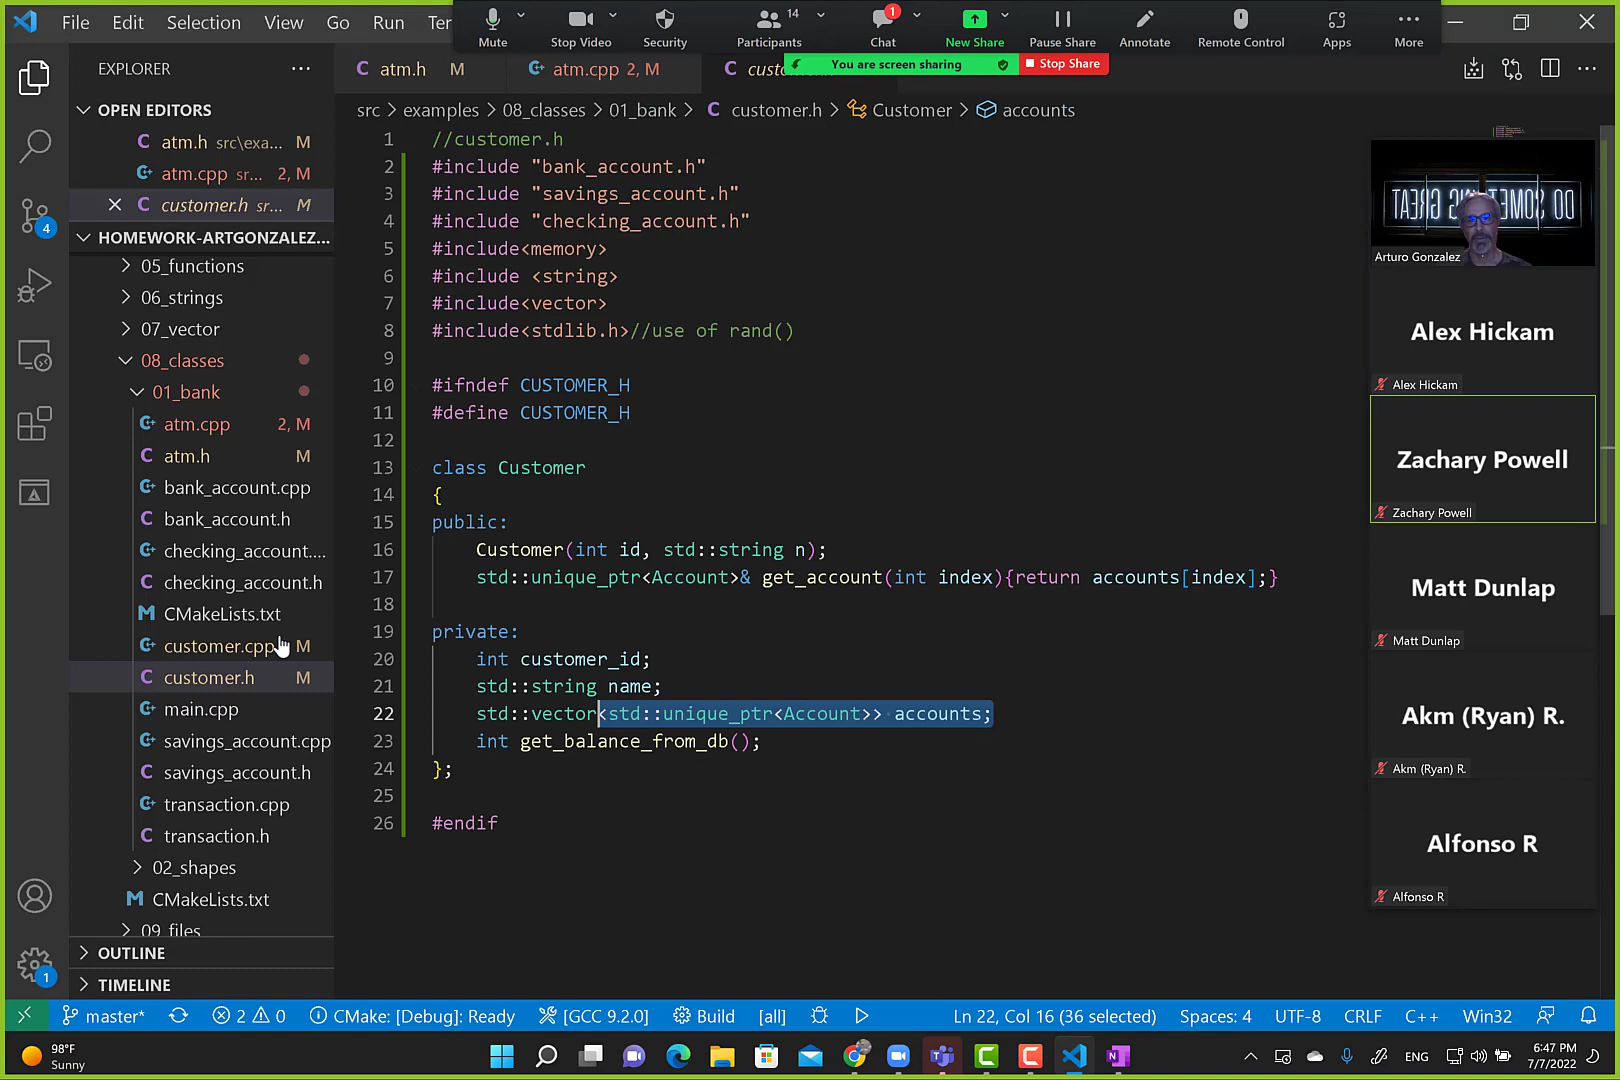 File Edit Selection View Go Run Ter
Mute
Stop Video
Security
14
Participants
1
Chat
New Share
Pause Share
Annotate
Remote Control
Apps
More
You are screen sharing
Stop Share
EXPLORER
atm.h M
atm.cpp 2, M
OPEN EDITORS
atm.h src\exa... M
atm.cpp sr... 2, M
customer.h sr... M
HOMEWORK-ARTGONZALEZ...
05_functions
06_strings
07_vector
08_classes
01_bank
atm.cpp 2, M
atm.h M
bank_account.cpp
bank_account.h
checking_account....
checking_account.h
CMakeLists.txt
customer.cpp M
customer.h M
main.cpp
savings_account.cpp
savings_account.h
transaction.cpp
transaction.h
02_shapes
CMakeLists.txt
09_files
OUTLINE
TIMELINE
4
1
src > examples > 08_classes > 01_bank > C customer.h > Customer > accounts
1 //customer.h
2 #include "bank_account.h"
3 #include "savings_account.h"
4 #include "checking_account.h"
5 #include<memory>
6 #include <string>
7 #include<vector>
8 #include<stdlib.h>//use of rand()
9
10 #ifndef CUSTOMER_H
11 #define CUSTOMER_H
12
13 class Customer
14 {
15 public:
16 Customer(int id, std::string n);
17 std::unique_ptr<Account>& get_account(int index){return accounts[index];}
18
19 private:
20 int customer_id;
21 std::string name;
22 std::vector<std::unique_ptr<Account>> accounts;
23 int get_balance_from_db();
24 };
25
26 #endif
DO SOMETHING GREAT
Arturo Gonzalez
Alex Hickam
Alex Hickam
Zachary Powell
Zachary Powell
Matt Dunlap
Matt Dunlap
Akm (Ryan) R.
Akm (Ryan) R.
Alfonso R
Alfonso R
master* 2 0 CMake: [Debug]: Ready [GCC 9.2.0] Build [all] Ln 22, Col 16 (36 selected) Spaces: 4 UTF-8 CRLF C++ Win32
98°F
Sunny
ENG
6:47 PM
7/7/2022